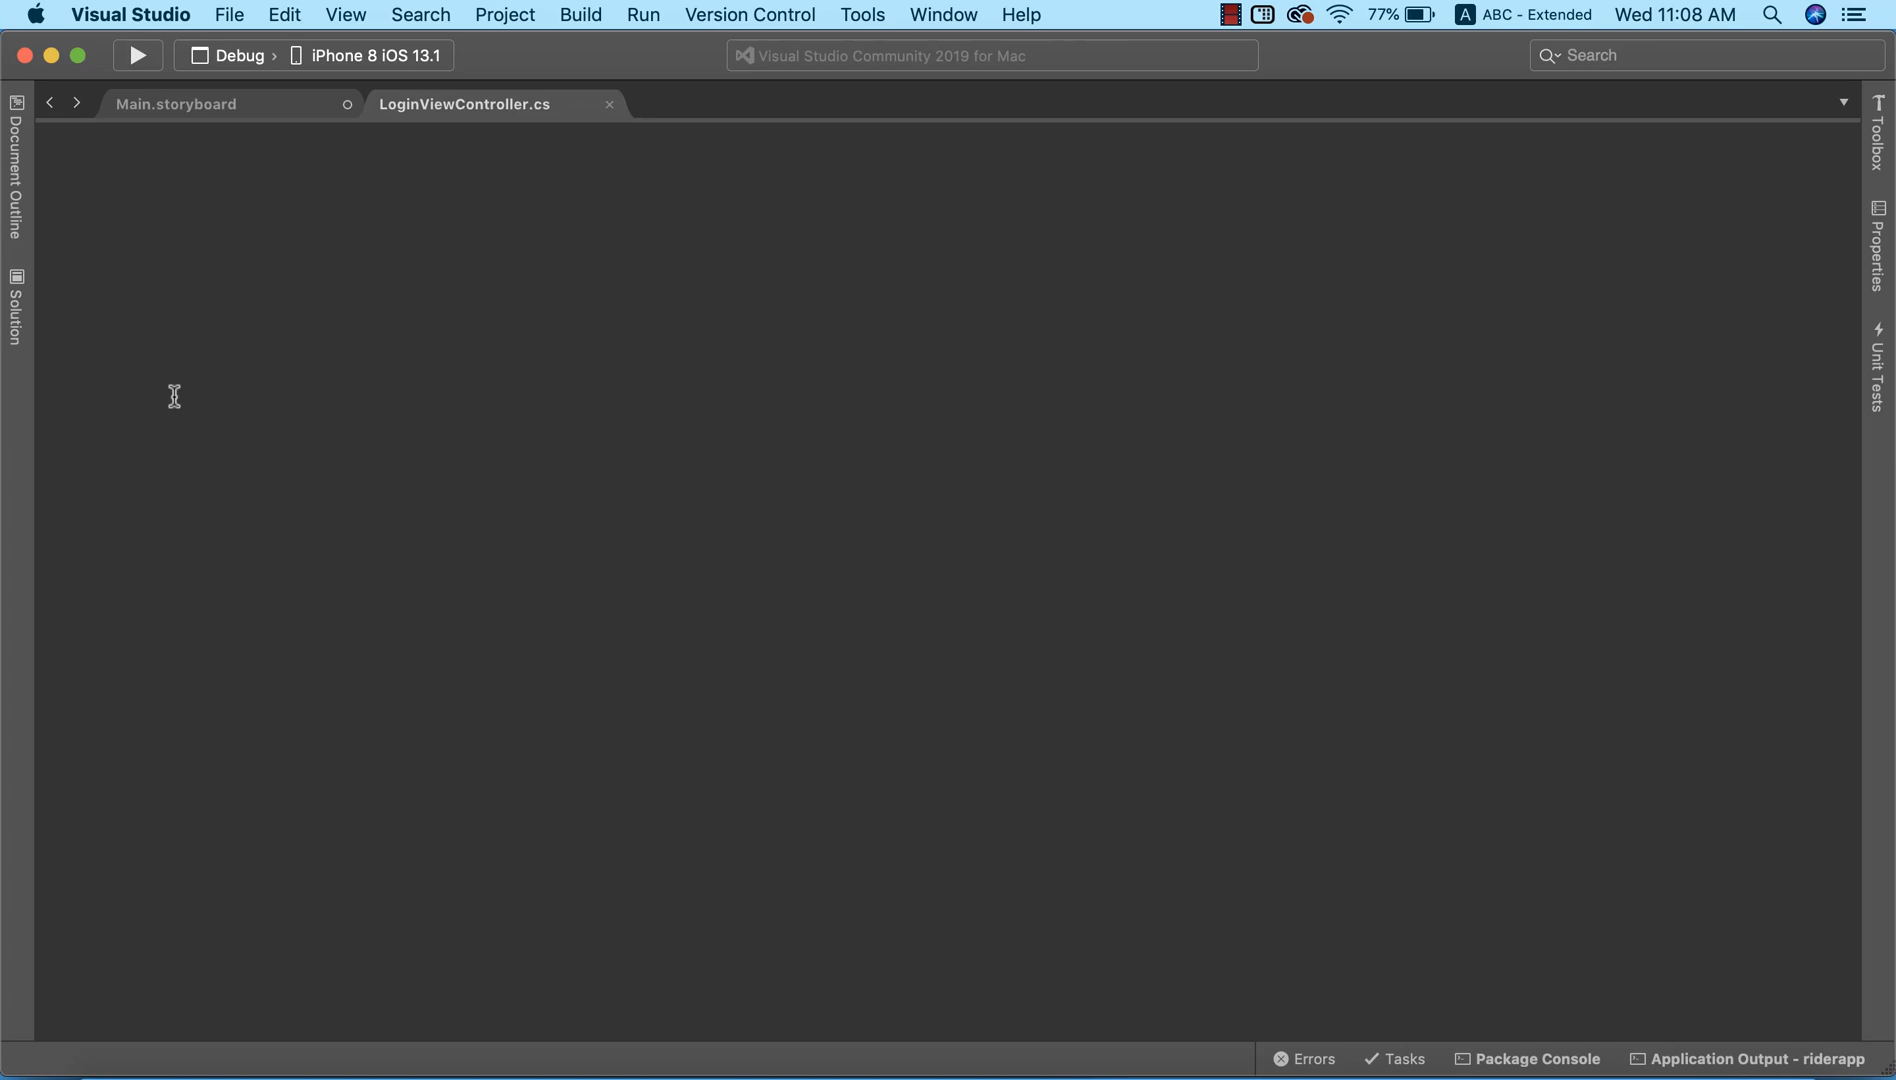 Visual Studio File Edit View Search Project Build Run Version Control Tools Window Help 77% A ABC - Extended Wed 11:08 AM
Debug › iPhone 8 iOS 13.1 Visual Studio Community 2019 for Mac Search
Main.storyboard LoginViewController.cs
Document Outline
Solution
Toolbox
Properties
Unit Tests
Errors Tasks Package Console Application Output - riderapp